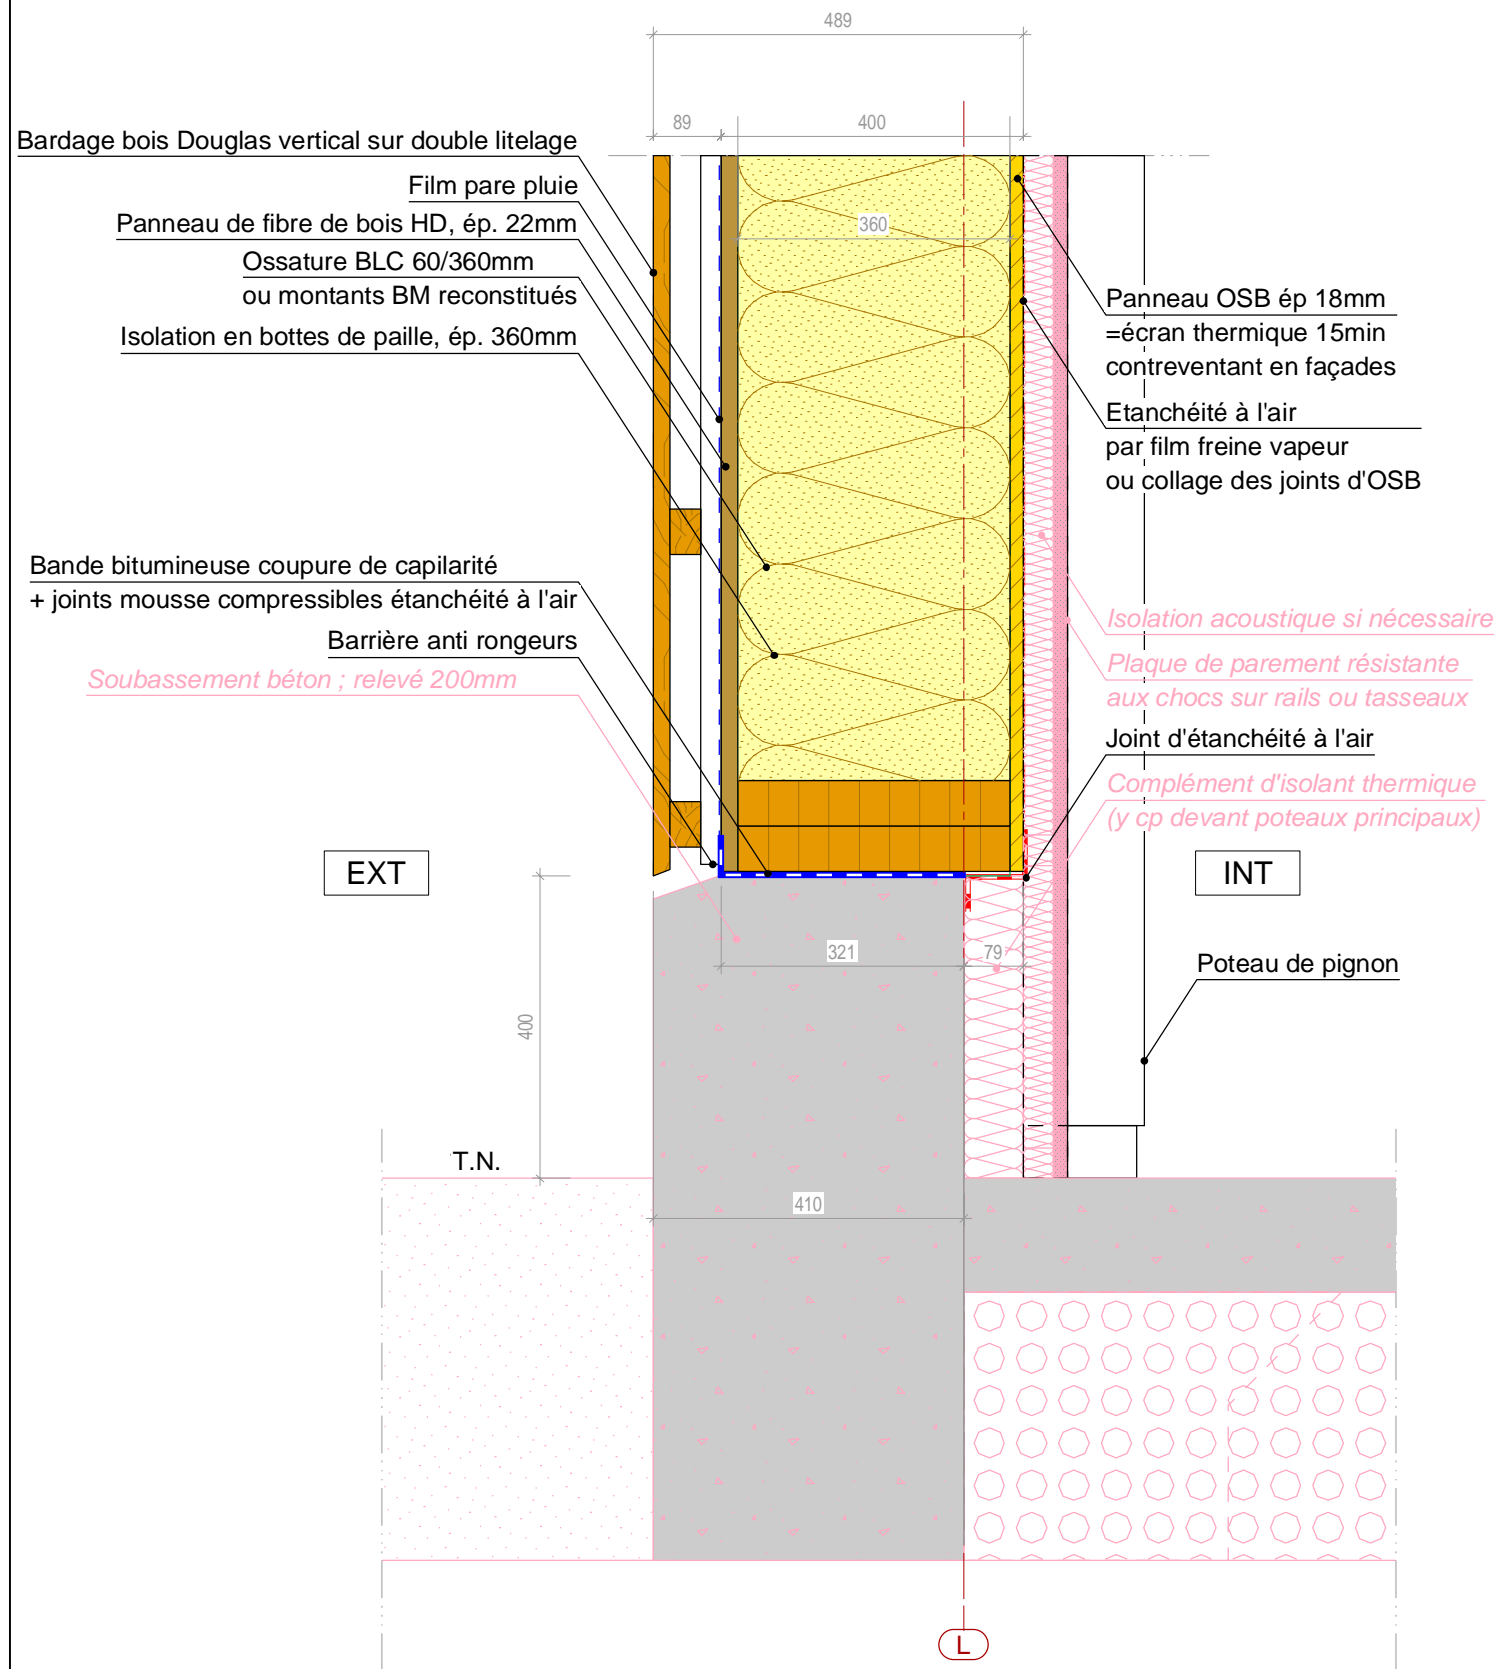 489
89
400
Bardage bois Douglas vertical sur double litelage
Film pare pluie
Panneau de fibre de bois HD, ép. 22mm
360
Ossature BLC 60/360mm
ou montants BM reconstitués
Isolation en bottes de paille, ép. 360mm
Panneau OSB ép 18mm
=écran thermique 15min
contreventant en façades
Etanchéité à l'air
par film freine vapeur
ou collage des joints d'OSB
Bande bitumineuse coupure de capilarité
+ joints mousse compressibles étanchéité à l'air
Barrière anti rongeurs
Soubassement béton ; relevé 200mm
Isolation acoustique si nécessaire
Plaque de parement résistante
aux chocs sur rails ou tasseaux
Joint d'étanchéité à l'air
Complément d'isolant thermique
(y cp devant poteaux principaux)
EXT
INT
321
79
Poteau de pignon
400
T.N.
410
L